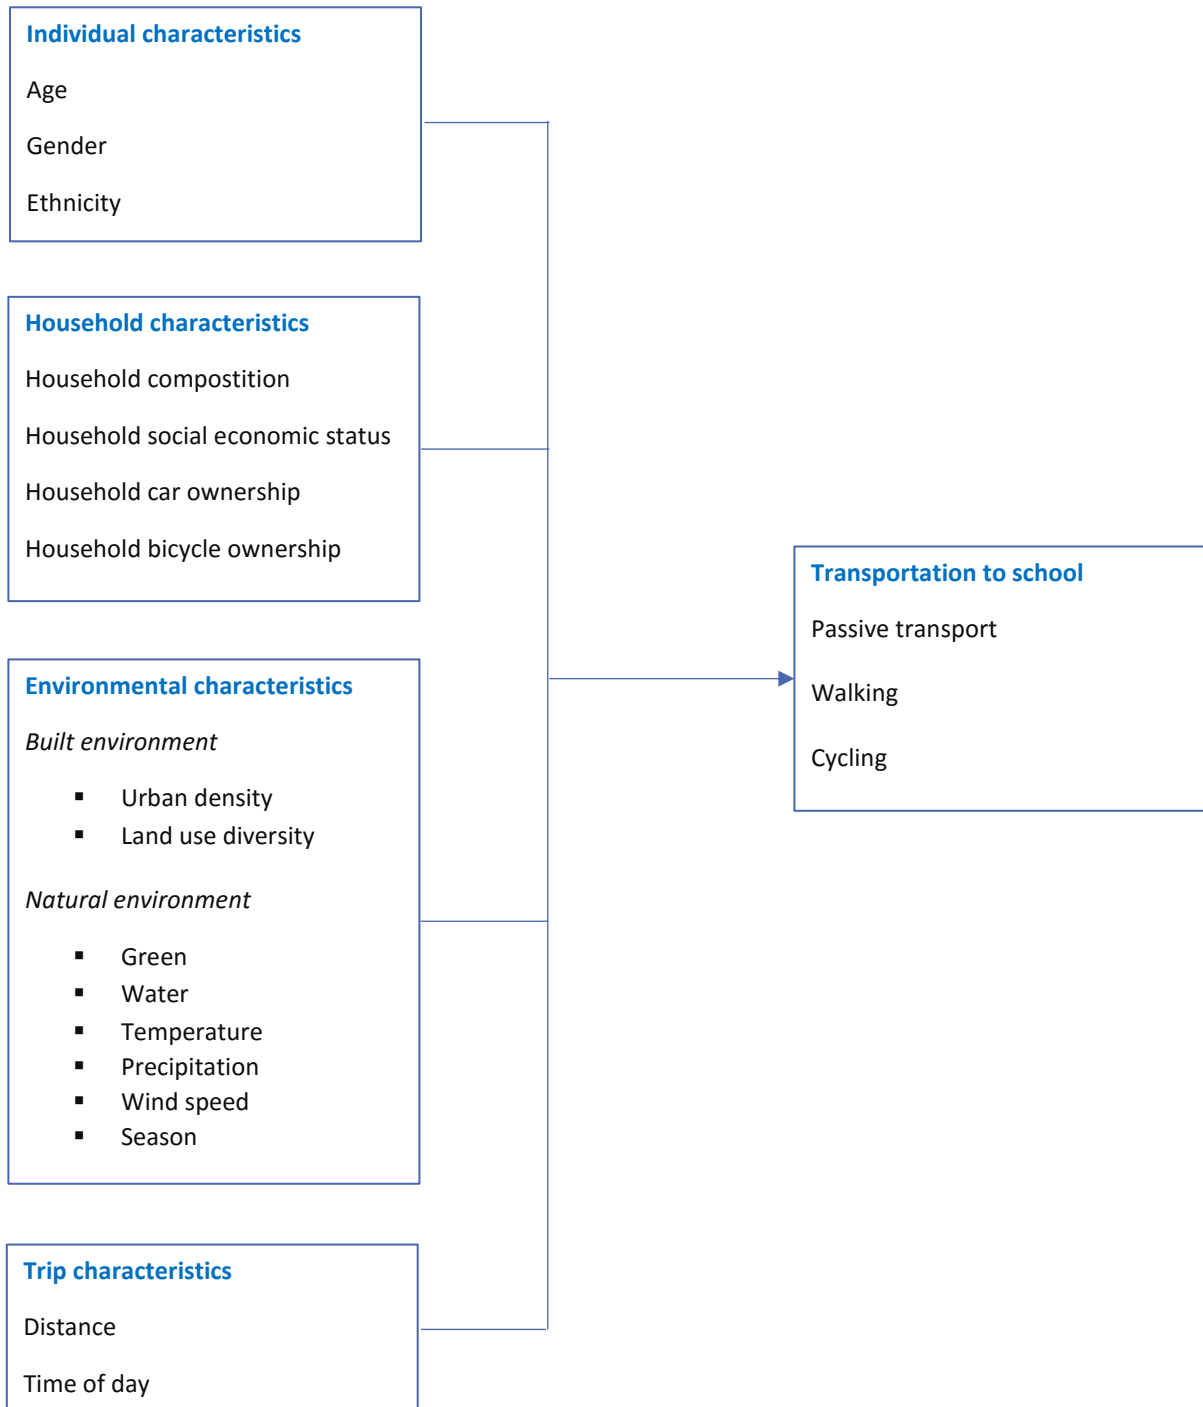 Individual characteristics
Age
Gender
Ethnicity
Household characteristics
Household compostition
Household social economic status
Household car ownership
Household bicycle ownership
Environmental characteristics
Built environment
▪ Urban density
▪ Land use diversity
Natural environment
▪ Green
▪ Water
▪ Temperature
▪ Precipitation
▪ Wind speed
▪ Season
Trip characteristics
Distance
Time of day
Transportation to school
Passive transport
Walking
Cycling